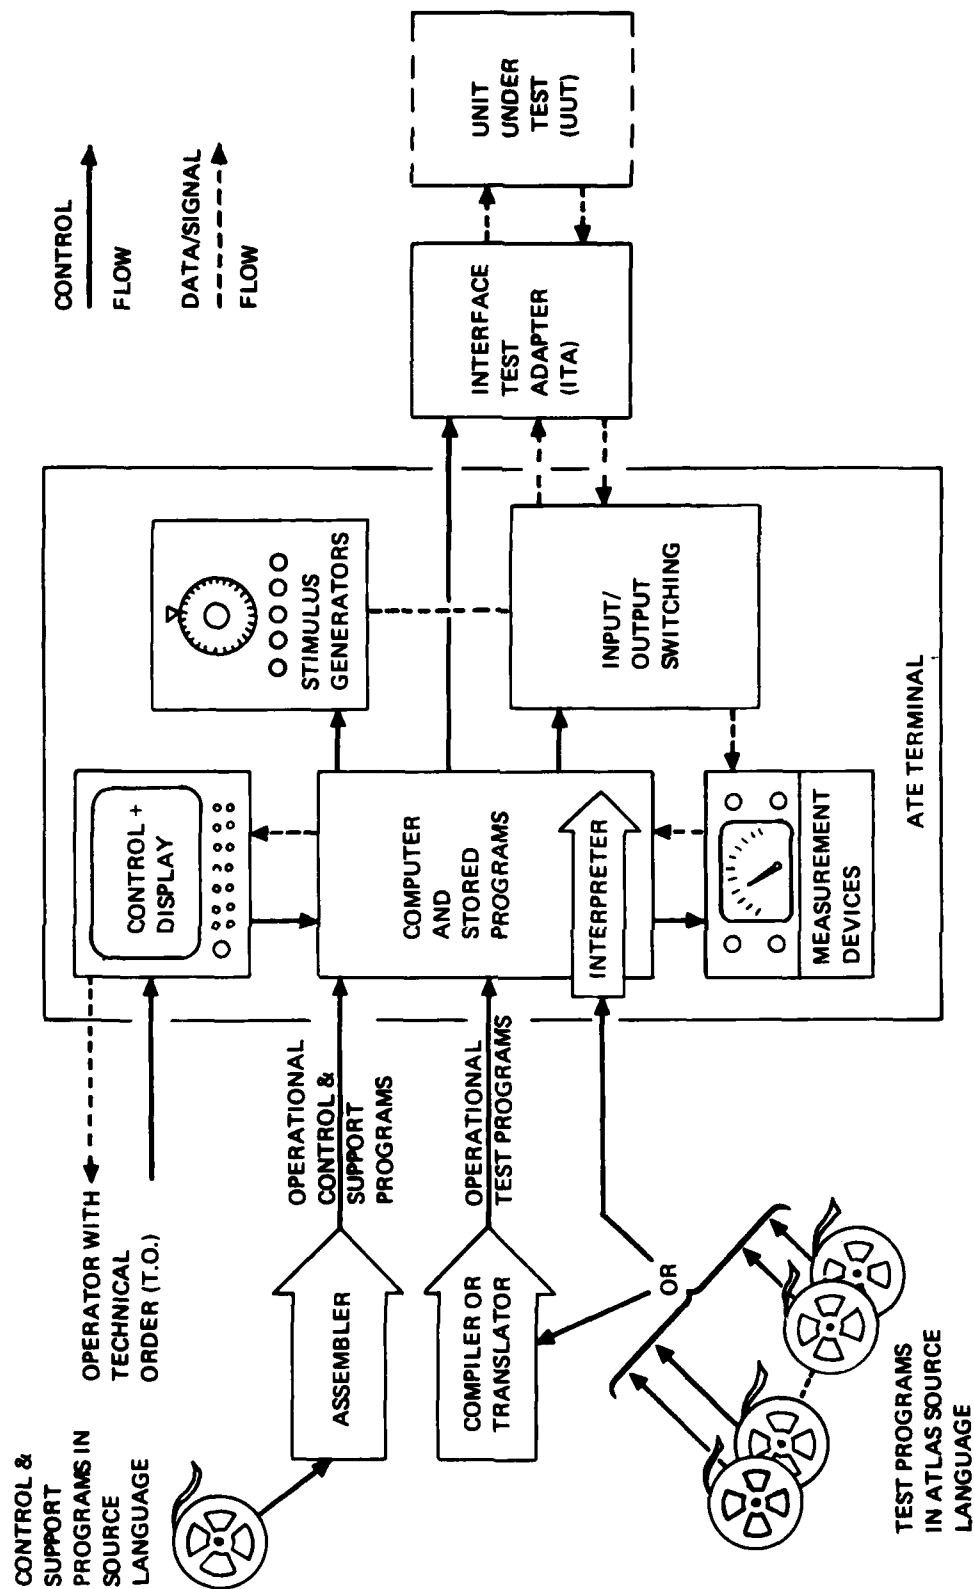 CONTROL &
SUPPORT
PROGRAMS IN
SOURCE
LANGUAGE
OPERATOR WITH
TECHNICAL
ORDER (T.O.)
CONTROL +
DISPLAY
CONTROL
FLOW
DATA/SIGNAL
FLOW
STIMULUS
GENERATORS
ASSEMBLER
OPERATIONAL
CONTROL &
SUPPORT
PROGRAMS
COMPUTER
AND
STORED
PROGRAMS
INTERFACE
TEST
ADAPTER
(ITA)
UNIT
UNDER
TEST
(UUT)
COMPILER OR
TRANSLATOR
OPERATIONAL
TEST PROGRAMS
INTERPRETER
INPUT/
OUTPUT
SWITCHING
OR
MEASUREMENT
DEVICES
ATE TERMINAL
TEST PROGRAMS
IN ATLAS SOURCE
LANGUAGE